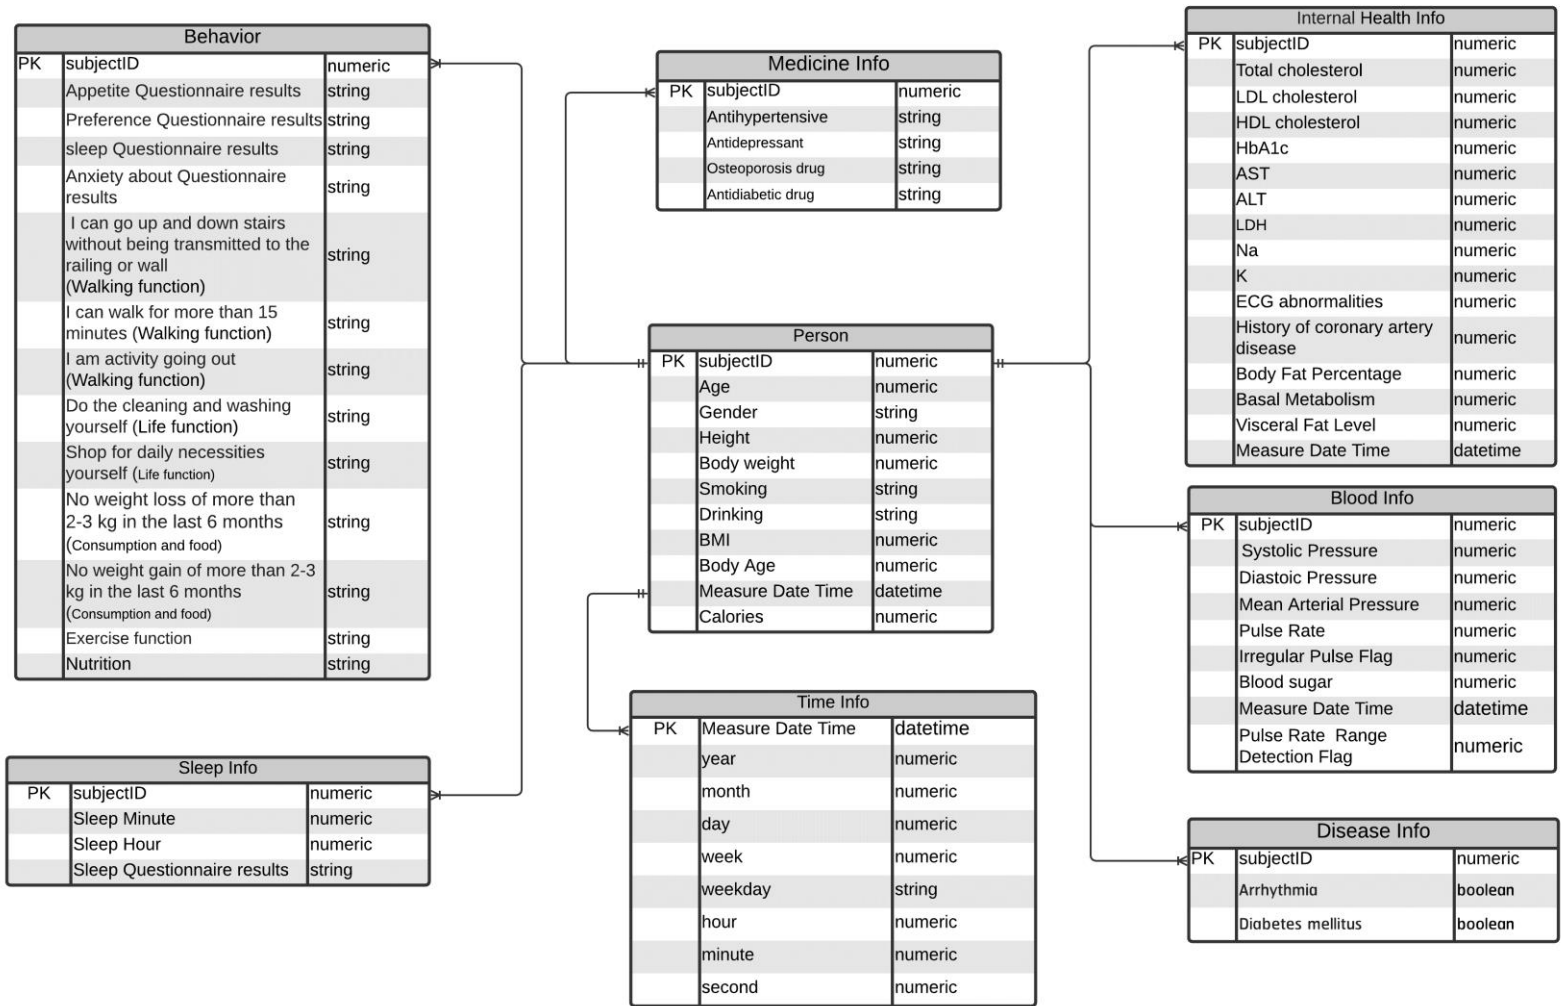 Behavior
PK subjectID numeric
Appetite Questionnaire results string
Preference Questionnaire results string
sleep Questionnaire results string
Anxiety about Questionnaire
results string
I can go up and down stairs
without being transmitted to the
railing or wall
(Walking function) string
I can walk for more than 15
minutes (Walking function) string
I am activity going out
(Walking function) string
Do the cleaning and washing
yourself (Life function) string
Shop for daily necessities
yourself (Life function) string
No weight loss of more than
2-3 kg in the last 6 months
(Consumption and food) string
No weight gain of more than 2-3
kg in the last 6 months
(Consumption and food) string
Exercise function string
Nutrition string
Sleep Info
PK subjectID numeric
Sleep Minute numeric
Sleep Hour numeric
Sleep Questionnaire results string
Medicine Info
PK subjectID numeric
Antihypertensive string
Antidepressant string
Osteoporosis drug string
Antidiabetic drug string
Person
PK subjectID numeric
Age numeric
Gender string
Height numeric
Body weight numeric
Smoking string
Drinking string
BMI numeric
Body Age numeric
Measure Date Time datetime
Calories numeric
Time Info
PK Measure Date Time datetime
year numeric
month numeric
day numeric
week numeric
weekday string
hour numeric
minute numeric
second numeric
Internal Health Info
PK subjectID numeric
Total cholesterol numeric
LDL cholesterol numeric
HDL cholesterol numeric
HbA1c numeric
AST numeric
ALT numeric
LDH numeric
Na numeric
K numeric
ECG abnormalities numeric
History of coronary artery
disease numeric
Body Fat Percentage numeric
Basal Metabolism numeric
Visceral Fat Level numeric
Measure Date Time datetime
Blood Info
PK subjectID numeric
Systolic Pressure numeric
Diastoic Pressure numeric
Mean Arterial Pressure numeric
Pulse Rate numeric
Irregular Pulse Flag numeric
Blood sugar numeric
Measure Date Time datetime
Pulse Rate Range
Detection Flag numeric
Disease Info
PK subjectID numeric
Arrhythmia boolean
Diabetes mellitus boolean